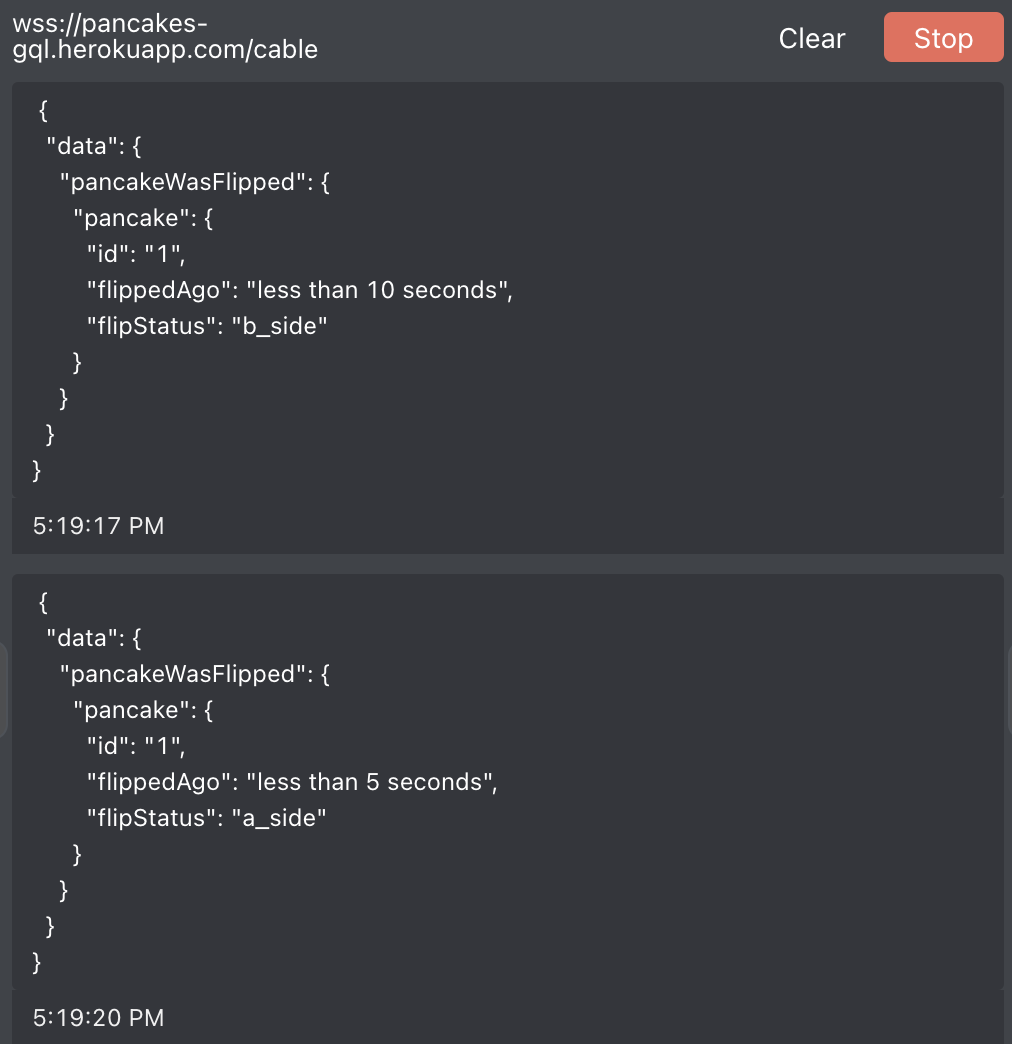 wss://pancakes-
gql.herokuapp.com/cable
Clear
Stop
{
"data": {
"pancakeWasFlipped": {
"pancake": {
"id": "1",
"flippedAgo": "less than 10 seconds",
"flipStatus": "b_side"
}
}
}
}
5:19:17 PM
{
"data": {
"pancakeWasFlipped": {
"pancake": {
"id": "1",
"flippedAgo": "less than 5 seconds",
"flipStatus": "a_side"
}
}
}
}
5:19:20 PM